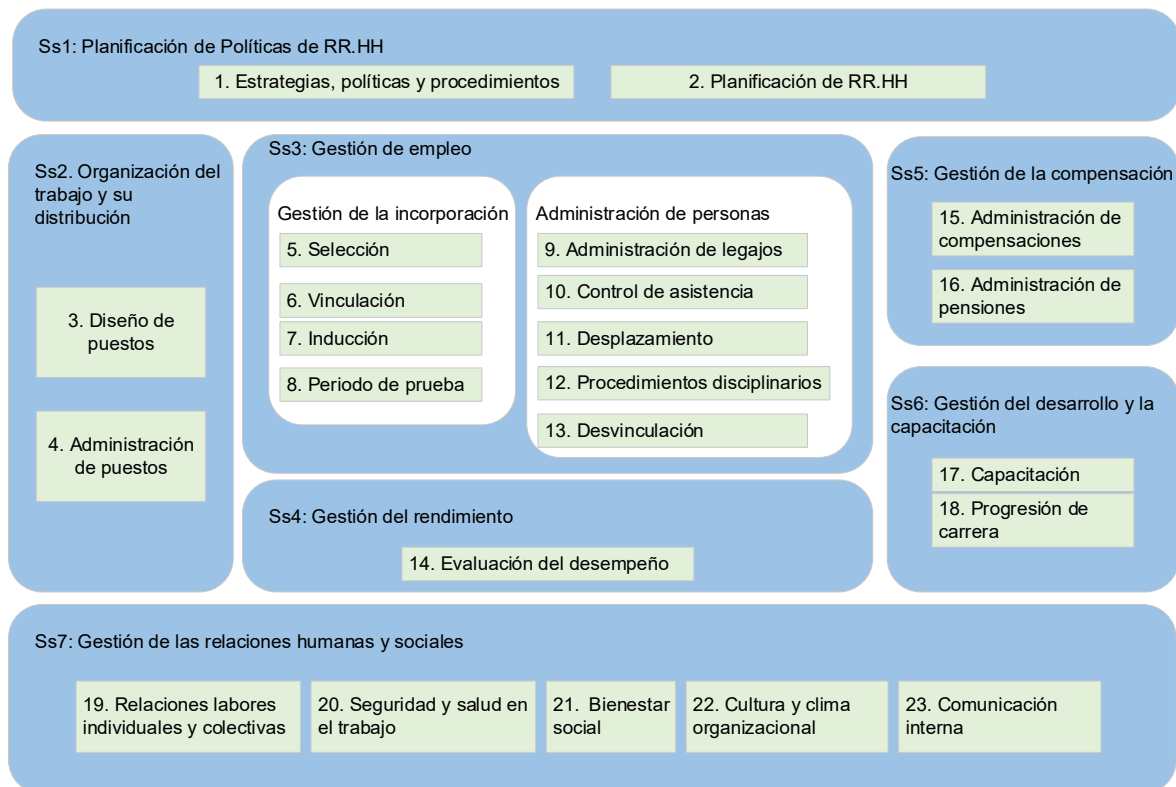 Ss1: Planificación de Políticas de RR.HH
1. Estrategias, políticas y procedimientos
2. Planificación de RR.HH
Ss2. Organización del
trabajo y su
distribución
3. Diseño de
puestos
4. Administración
de puestos
Ss3: Gestión de empleo
Gestión de la incorporación
5. Selección
6. Vinculación
7. Inducción
8. Periodo de prueba
Administración de personas
9. Administración de legajos
10. Control de asistencia
11. Desplazamiento
12. Procedimientos disciplinarios
13. Desvinculación
Ss4: Gestión del rendimiento
14. Evaluación del desempeño
Ss5: Gestión de la compensación
15. Administración de
compensaciones
16. Administración de
pensiones
Ss6: Gestión del desarrollo y la
capacitación
17. Capacitación
18. Progresión de
carrera
Ss7: Gestión de las relaciones humanas y sociales
19. Relaciones labores
individuales y colectivas
20. Seguridad y salud en
el trabajo
21. Bienestar
social
22. Cultura y clima
organizacional
23. Comunicación
interna